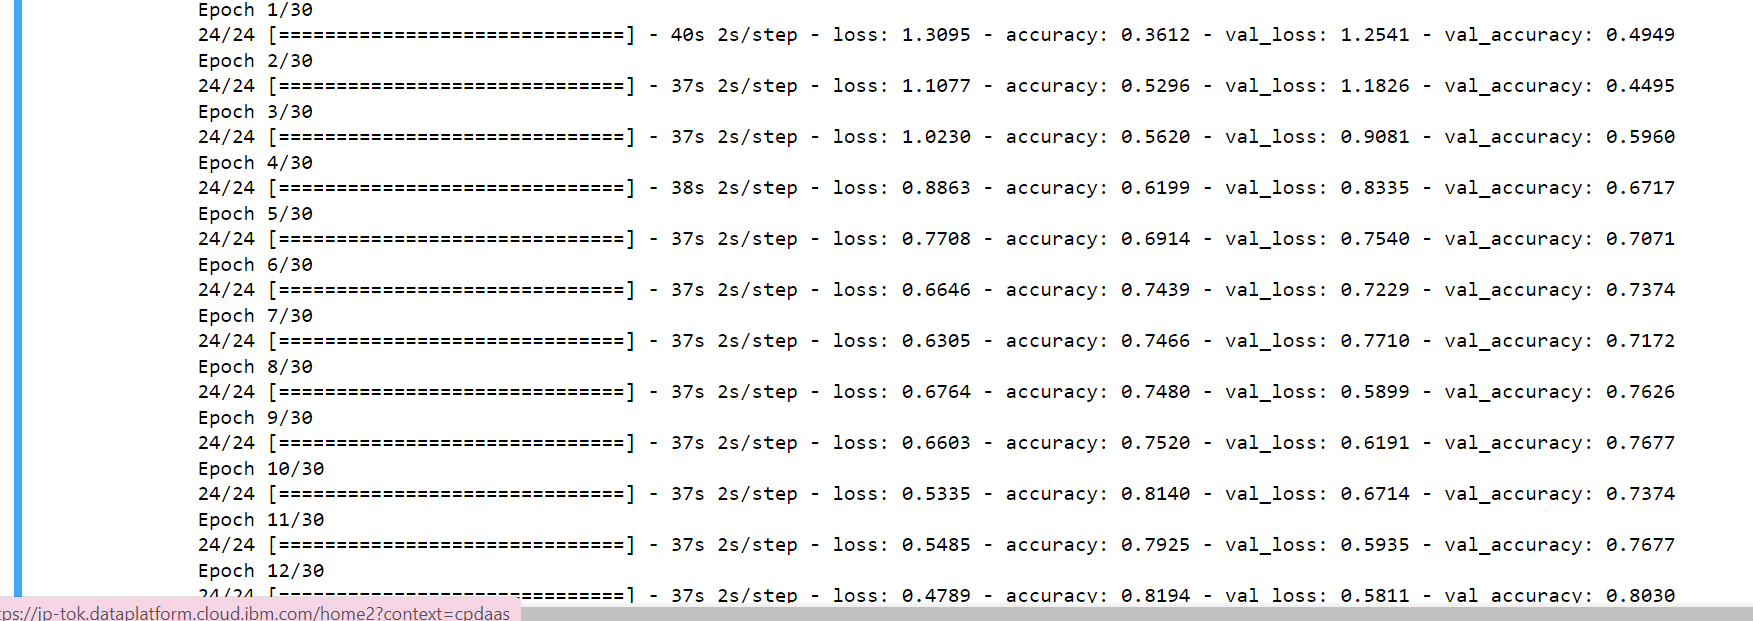 Epoch 1/30
24/24 [==============================] - 40s 2s/step - loss: 1.3095 - accuracy: 0.3612 - val_loss: 1.2541 - val_accuracy: 0.4949
Epoch 2/30
24/24 [==============================] - 37s 2s/step - loss: 1.1077 - accuracy: 0.5296 - val_loss: 1.1826 - val_accuracy: 0.4495
Epoch 3/30
24/24 [==============================] - 37s 2s/step - loss: 1.0230 - accuracy: 0.5620 - val_loss: 0.9081 - val_accuracy: 0.5960
Epoch 4/30
24/24 [==============================] - 38s 2s/step - loss: 0.8863 - accuracy: 0.6199 - val_loss: 0.8335 - val_accuracy: 0.6717
Epoch 5/30
24/24 [==============================] - 37s 2s/step - loss: 0.7708 - accuracy: 0.6914 - val_loss: 0.7540 - val_accuracy: 0.7071
Epoch 6/30
24/24 [==============================] - 37s 2s/step - loss: 0.6646 - accuracy: 0.7439 - val_loss: 0.7229 - val_accuracy: 0.7374
Epoch 7/30
24/24 [==============================] - 37s 2s/step - loss: 0.6305 - accuracy: 0.7466 - val_loss: 0.7710 - val_accuracy: 0.7172
Epoch 8/30
24/24 [==============================] - 37s 2s/step - loss: 0.6764 - accuracy: 0.7480 - val_loss: 0.5899 - val_accuracy: 0.7626
Epoch 9/30
24/24 [==============================] - 37s 2s/step - loss: 0.6603 - accuracy: 0.7520 - val_loss: 0.6191 - val_accuracy: 0.7677
Epoch 10/30
24/24 [==============================] - 37s 2s/step - loss: 0.5335 - accuracy: 0.8140 - val_loss: 0.6714 - val_accuracy: 0.7374
Epoch 11/30
24/24 [==============================] - 37s 2s/step - loss: 0.5485 - accuracy: 0.7925 - val_loss: 0.5935 - val_accuracy: 0.7677
Epoch 12/30
24/24 [==============================] - 37s 2s/step - loss: 0.4789 - accuracy: 0.8194 - val_loss: 0.5811 - val_accuracy: 0.8030
tps://jp-tok.dataplatform.cloud.ibm.com/home2?context=cpdaas